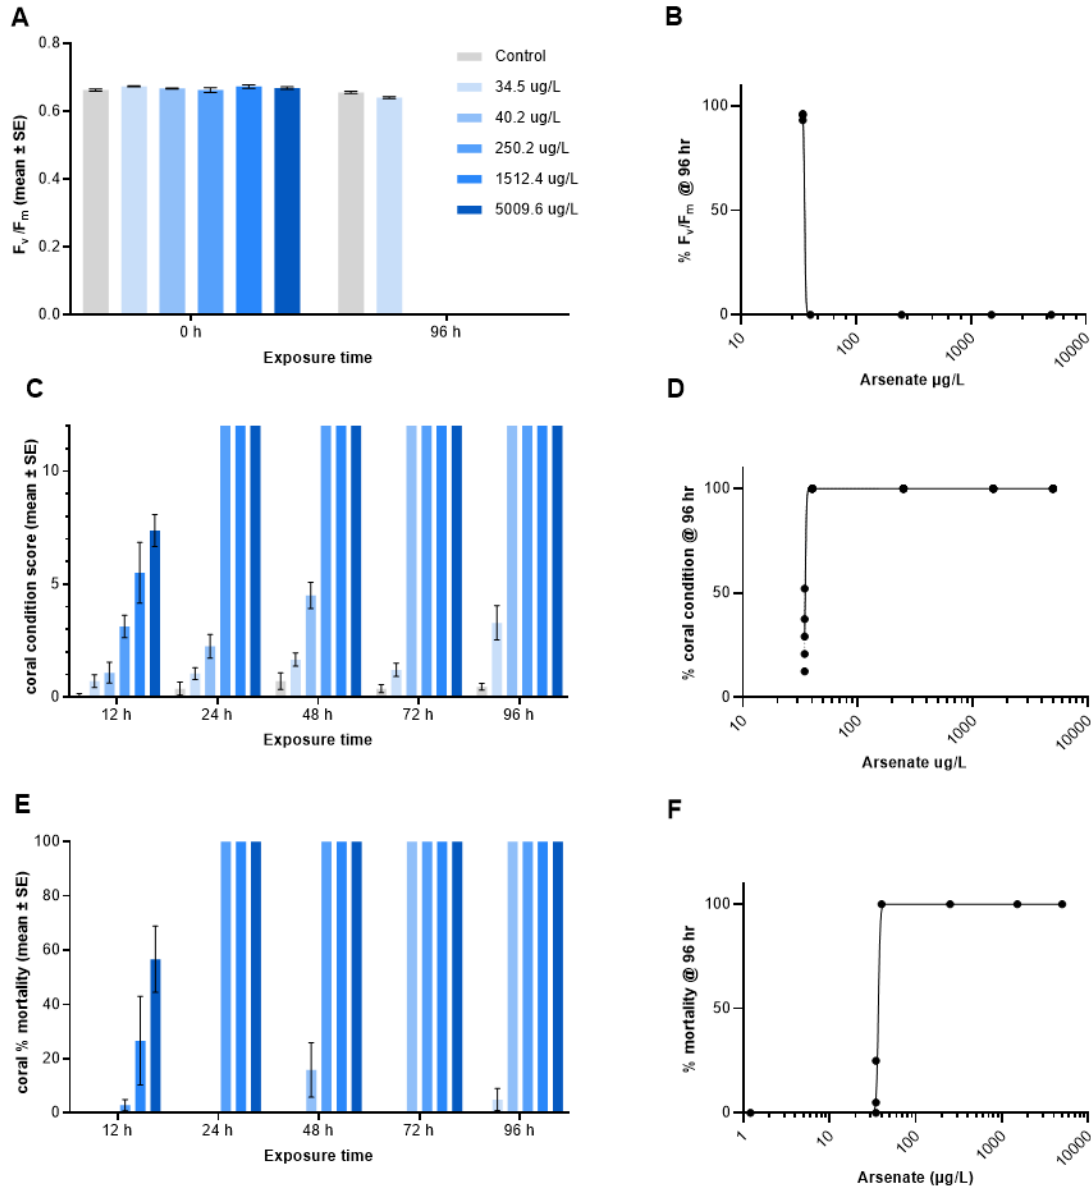 A
0.8
0.6
0.4
0.2
0.0
Fv/Fm (mean ± SE)
0 h
96 h
Exposure time
Control
34.5 ug/L
40.2 ug/L
250.2 ug/L
1512.4 ug/L
5009.6 ug/L
B
100
50
0
% Fv/Fm @ 96 hr
10
100
1000
10000
Arsenate µg/L
C
10
5
0
coral condition score (mean ± SE)
12 h
24 h
48 h
72 h
96 h
Exposure time
D
100
50
0
% coral condition @ 96 hr
10
100
1000
10000
Arsenate ug/L
E
100
80
60
40
20
0
coral % mortality (mean ± SE)
12 h
24 h
48 h
72 h
96 h
Exposure time
F
100
50
0
% mortality @ 96 hr
1
10
100
1000
10000
Arsenate (µg/L)